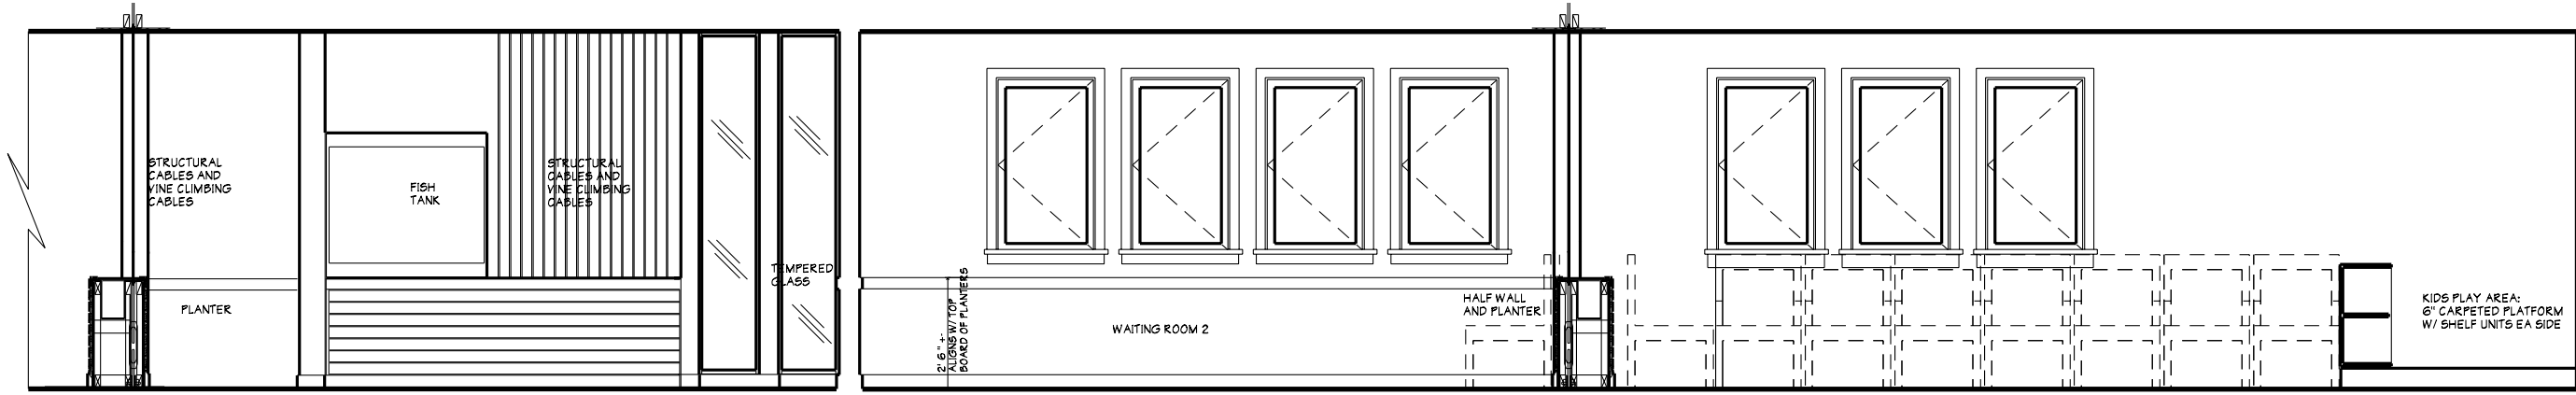 STRUCTURAL
CABLES AND
VINE CLIMBING
CABLES
PLANTER
FISH
TANK
STRUCTURAL
CABLES AND
VINE CLIMBING
CABLES
TEMPERED
GLASS
2' 6" +-
ALIGNS W/ TOP
BOARD OF PLANTERS
WAITING ROOM 2
HALF WALL
AND PLANTER
KIDS PLAY AREA:
6" CARPETED PLATFORM
W/ SHELF UNITS EA SIDE